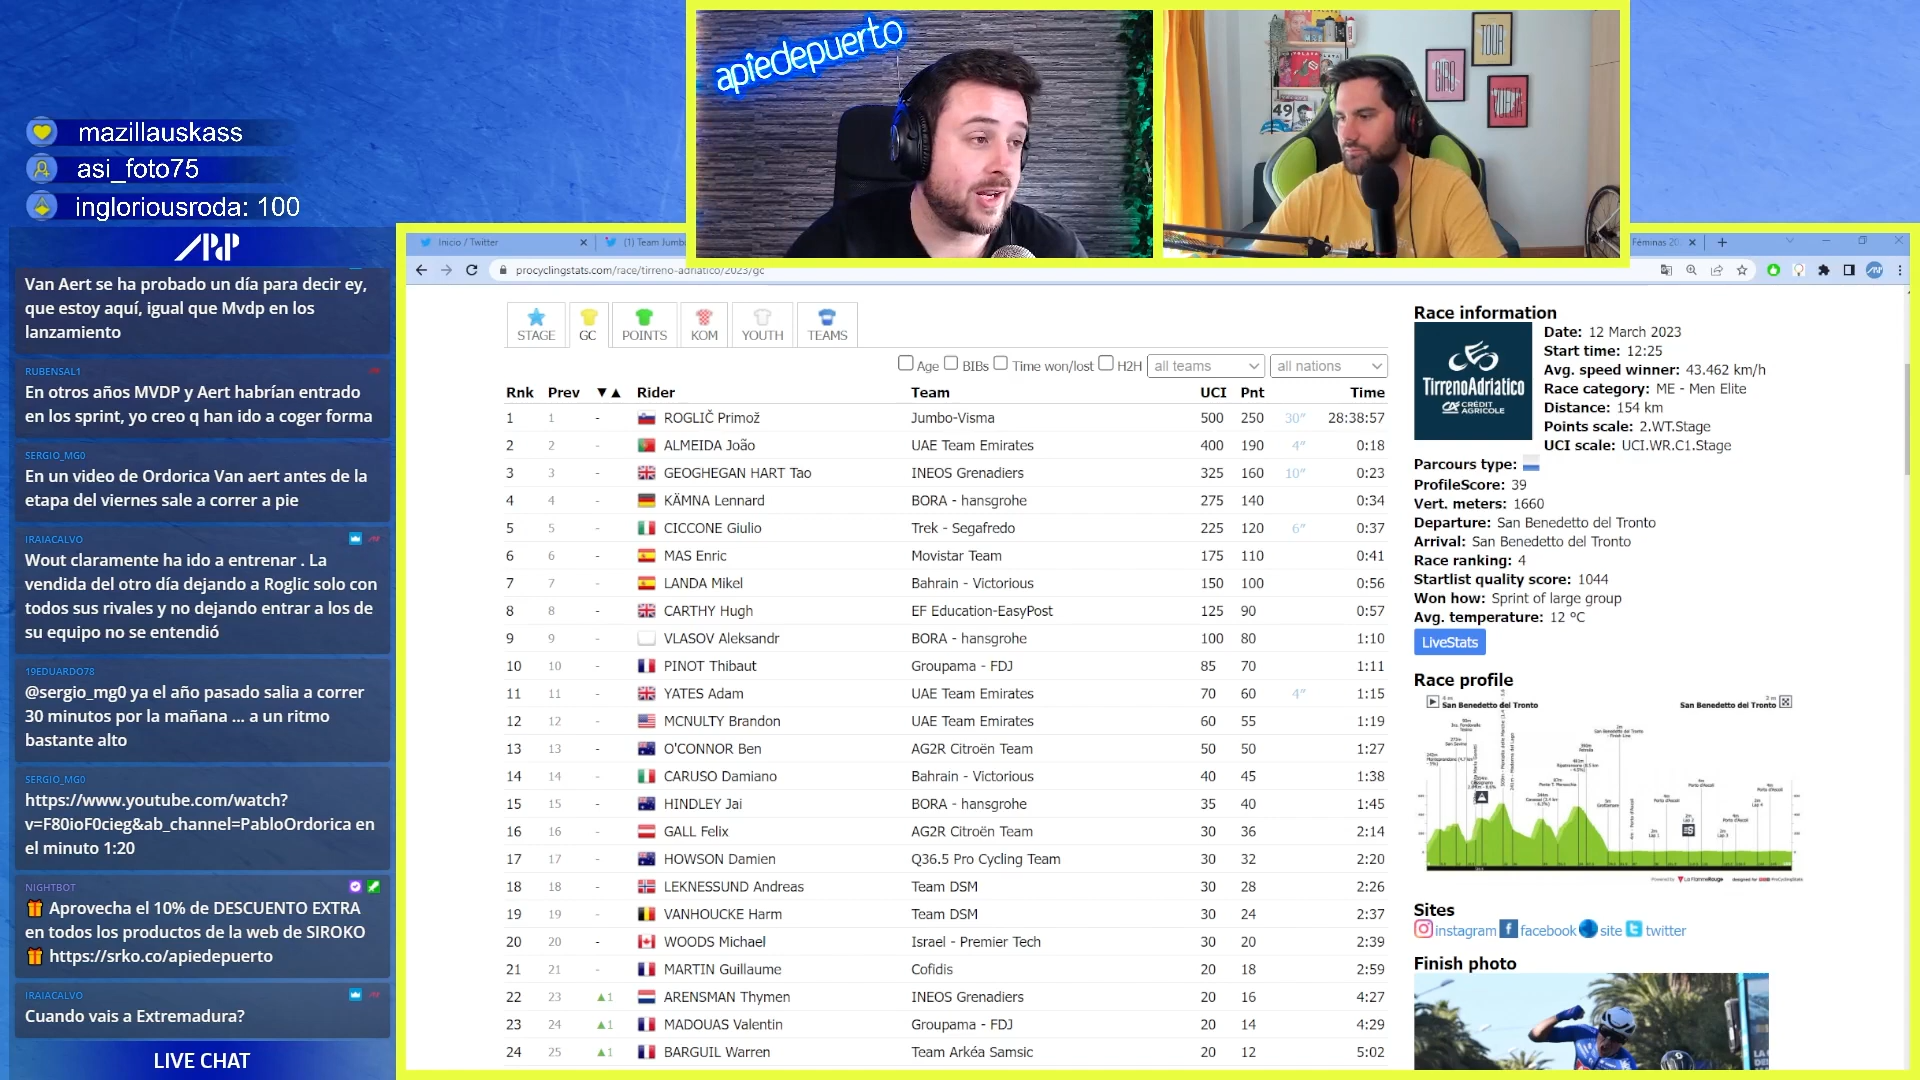 mazillauskass
asi_foto75
ingloriousroda: 100
APDP
Van Aert se ha probado un día para decir ey,
que estoy aquí, igual que Mvdp en los
lanzamiento
RUBENSAL1
En otros años MVDP y Aert habrían entrado
en los sprint, yo creo q han ido a coger forma
SERGIO_MG0
En un video de Ordorica Van aert antes de la
etapa del viernes sale a correr a pie
IRAIACALVO
Wout claramente ha ido a entrenar . La
vendida del otro día dejando a Roglic solo con
todos sus rivales y no dejando entrar a los de
su equipo no se entendió
19EDUARDO78
@sergio_mg0 ya el año pasado salia a correr
30 minutos por la mañana ... a un ritmo
bastante alto
SERGIO_MG0
https://www.youtube.com/watch?
v=F80ioF0cieg&ab_channel=PabloOrdorica en
el minuto 1:20
NIGHTBOT
Aprovecha el 10% de DESCUENTO EXTRA
en todos los productos de la web de SIROKO
https://srko.co/apiedepuerto
IRAIACALVO
Cuando vais a Extremadura?
LIVE CHAT
apiedepuerto
TOUR
GIRO
VUELTA
49
Inicio / Twitter
(1) Team Jumb
Féminas 20
procyclingstats.com/race/tirreno-adriatico/2023/gc
STAGE GC POINTS KOM YOUTH TEAMS
Age BIBs Time won/lost H2H all teams all nations
Rnk Prev ▼▲ Rider Team UCI Pnt Time
1 1 - ROGLIČ Primož Jumbo-Visma 500 250 30″ 28:38:57
2 2 - ALMEIDA João UAE Team Emirates 400 190 4″ 0:18
3 3 - GEOGHEGAN HART Tao INEOS Grenadiers 325 160 10″ 0:23
4 4 - KÄMNA Lennard BORA - hansgrohe 275 140 0:34
5 5 - CICCONE Giulio Trek - Segafredo 225 120 6″ 0:37
6 6 - MAS Enric Movistar Team 175 110 0:41
7 7 - LANDA Mikel Bahrain - Victorious 150 100 0:56
8 8 - CARTHY Hugh EF Education-EasyPost 125 90 0:57
9 9 - VLASOV Aleksandr BORA - hansgrohe 100 80 1:10
10 10 - PINOT Thibaut Groupama - FDJ 85 70 1:11
11 11 - YATES Adam UAE Team Emirates 70 60 4″ 1:15
12 12 - MCNULTY Brandon UAE Team Emirates 60 55 1:19
13 13 - O'CONNOR Ben AG2R Citroën Team 50 50 1:27
14 14 - CARUSO Damiano Bahrain - Victorious 40 45 1:38
15 15 - HINDLEY Jai BORA - hansgrohe 35 40 1:45
16 16 - GALL Felix AG2R Citroën Team 30 36 2:14
17 17 - HOWSON Damien Q36.5 Pro Cycling Team 30 32 2:20
18 18 - LEKNESSUND Andreas Team DSM 30 28 2:26
19 19 - VANHOUCKE Harm Team DSM 30 24 2:37
20 20 - WOODS Michael Israel - Premier Tech 30 20 2:39
21 21 - MARTIN Guillaume Cofidis 20 18 2:59
22 23 ▲1 ARENSMAN Thymen INEOS Grenadiers 20 16 4:27
23 24 ▲1 MADOUAS Valentin Groupama - FDJ 20 14 4:29
24 25 ▲1 BARGUIL Warren Team Arkéa Samsic 20 12 5:02
Race information
TirrenoAdriatico
CRÉDIT
AGRICOLE
Date: 12 March 2023
Start time: 12:25
Avg. speed winner: 43.462 km/h
Race category: ME - Men Elite
Distance: 154 km
Points scale: 2.WT.Stage
UCI scale: UCI.WR.C1.Stage
Parcours type:
ProfileScore: 39
Vert. meters: 1660
Departure: San Benedetto del Tronto
Arrival: San Benedetto del Tronto
Race ranking: 4
Startlist quality score: 1044
Won how: Sprint of large group
Avg. temperature: 12 °C
LiveStats
Race profile
San Benedetto del Tronto
San Benedetto del Tronto
Sites
instagram facebook site twitter
Finish photo